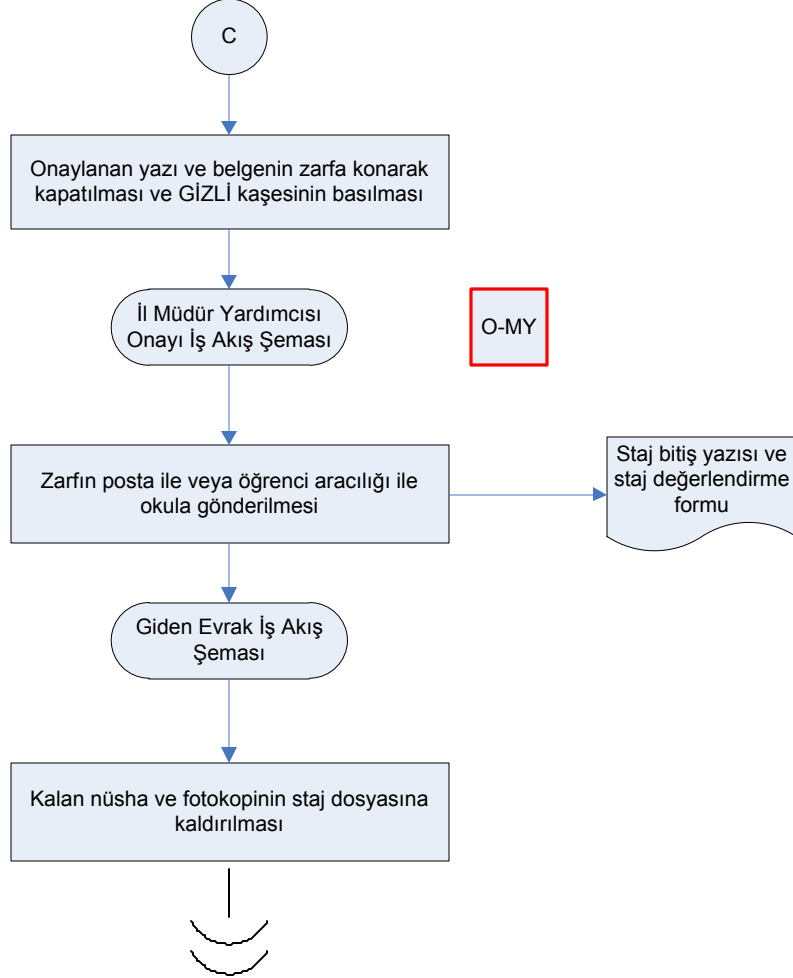 C
Onaylanan yazı ve belgenin zarfa konarak
kapatılması ve GİZLİ kaşesinin basılması
İl Müdür Yardımcısı
Onayı İş Akış Şeması
O-MY
Zarfın posta ile veya öğrenci aracılığı ile
okula gönderilmesi
Staj bitiş yazısı ve
staj değerlendirme
formu
Giden Evrak İş Akış
Şeması
Kalan nüsha ve fotokopinin staj dosyasına
kaldırılması